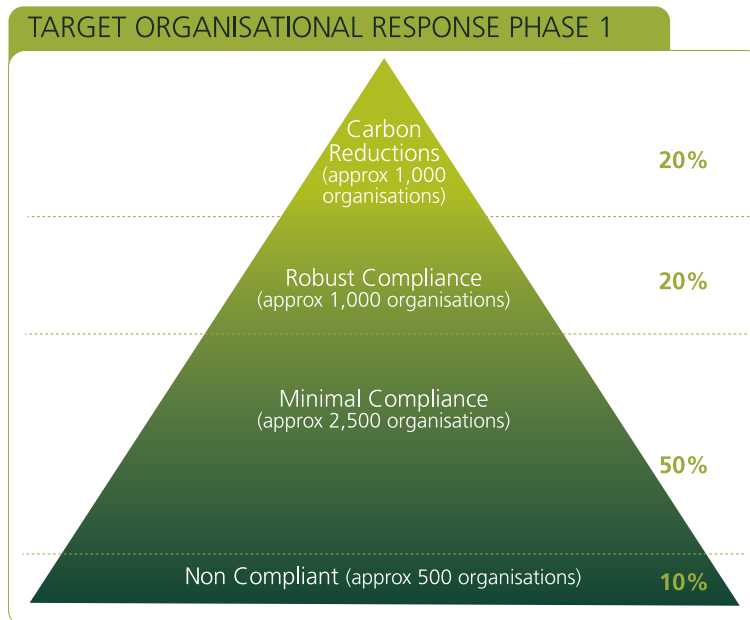 TARGET ORGANISATIONAL RESPONSE PHASE 1
Carbon
Reductions
(approx 1,000
organisations)
20%
Robust Compliance
(approx 1,000 organisations)
20%
Minimal Compliance
(approx 2,500 organisations)
50%
Non Compliant (approx 500 organisations)
10%